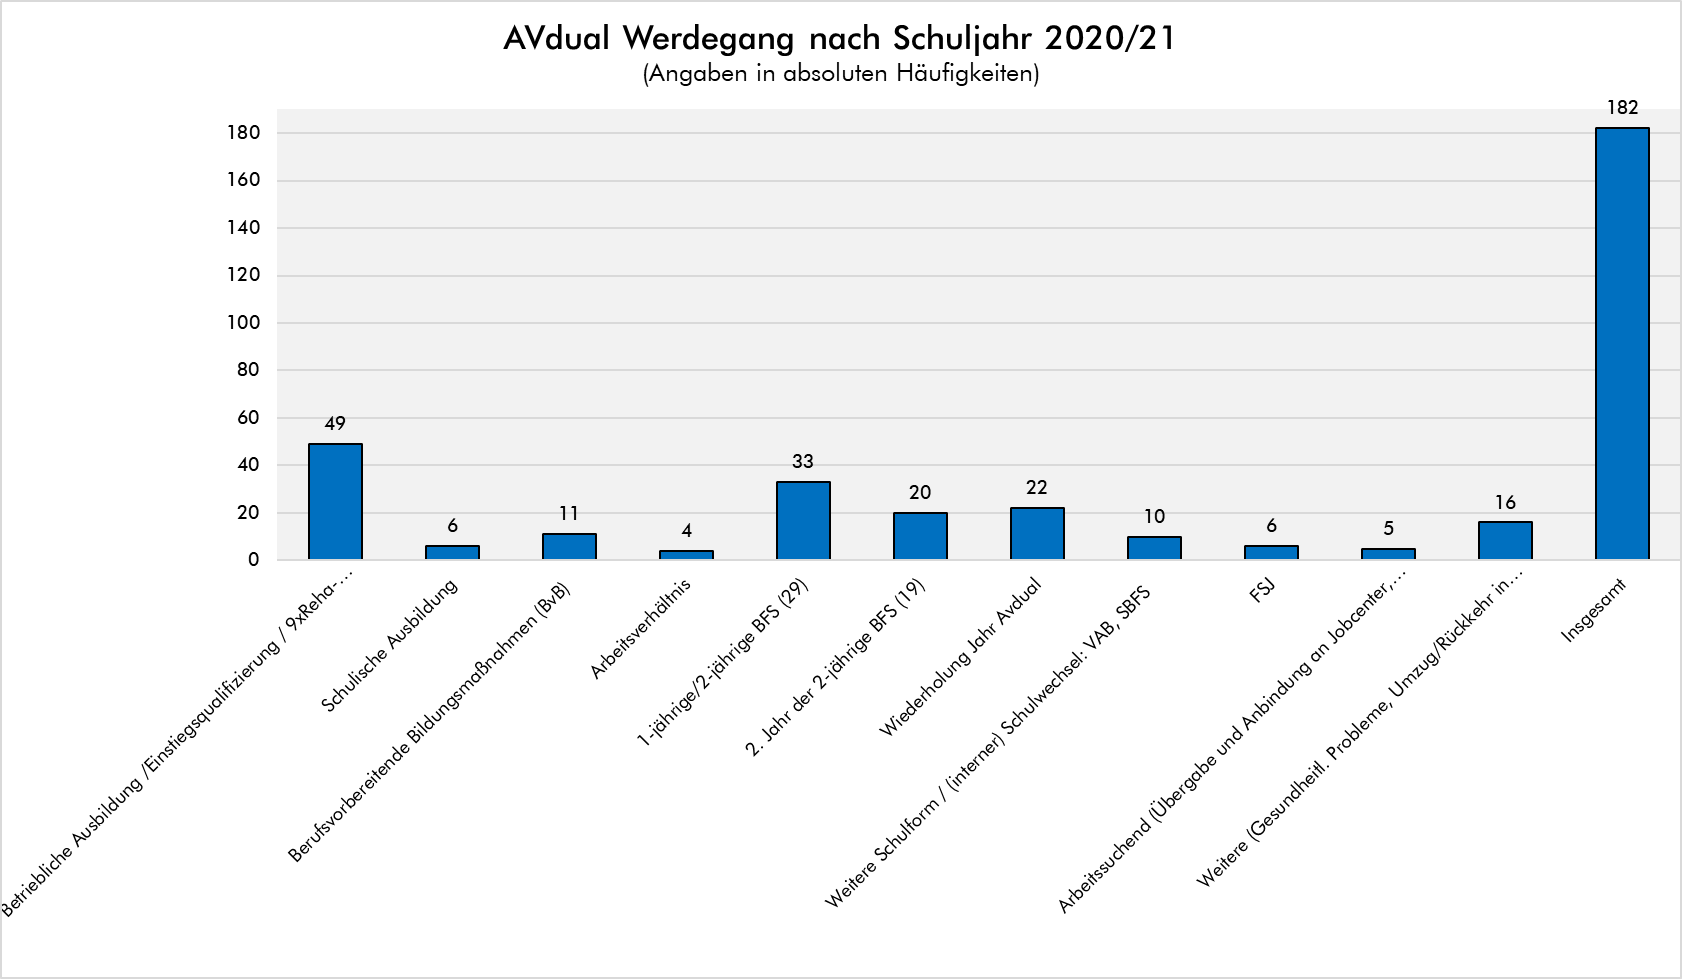 AVdual Werdegang nach Schuljahr 2020/21
(Angaben in absoluten Häufigkeiten)
182
180
160
140
120
100
80
60
40
20
0
49
6
11
4
33
20
22
10
6
5
16
Betriebliche Ausbildung /Einstiegsqualifizierung / 9xReha-...
Schulische Ausbildung
Berufsvorbereitende Bildungsmaßnahmen (BvB)
Arbeitsverhältnis
1-jährige/2-jährige BFS (29)
2. Jahr der 2-jährige BFS (19)
Wiederholung Jahr Avdual
Weitere Schulform / (interner) Schulwechsel: VAB, SBFS
FSJ
Arbeitssuchend (Übergabe und Anbindung an Jobcenter,...
Weitere (Gesundheitl. Probleme, Umzug/Rückkehr in...
Insgesamt